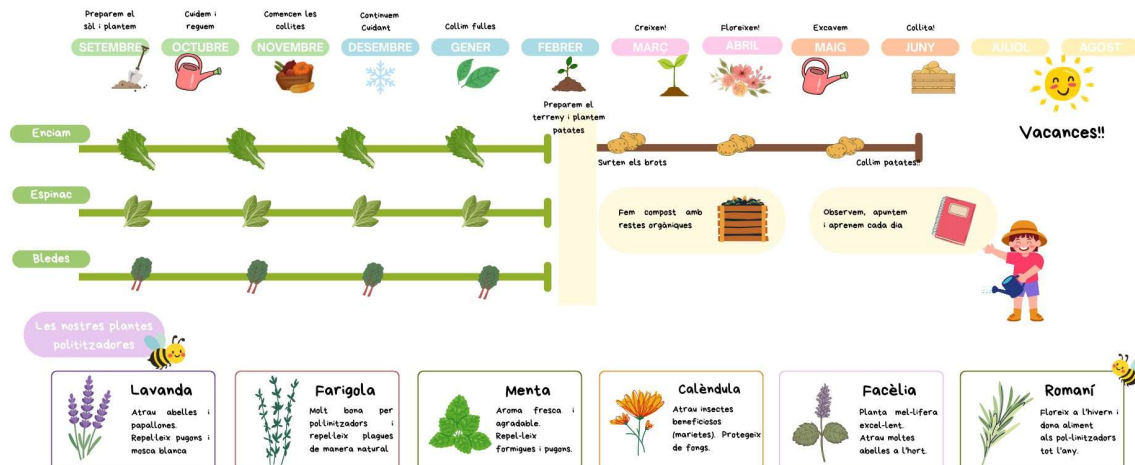 Preparem el
sòl i plantem
Cuidem i
reguem
Comencen les
collites
Continuem
Cuidant
Collim fulles
Creixen!
Floreixen!
Excavem
Collita!
SETEMBRE
OCTUBRE
NOVEMBRE
DESEMBRE
GENER
FEBRER
MARÇ
ABRIL
MAIG
JUNY
JULIOL
AGOST
Preparem el
terreny i plantem
patates
Vacances!!
Enciam
Surten els brots
Collim patates!!
Espinac
Fem compost amb
restes orgàniques
Observem, apuntem
i aprenem cada dia
Bledes
Les nostres plantes
polititzadores
Lavanda
Atrau abelles i
papallones.
Repel·leix pugons i
mosca blanca
Farigola
Molt bona per
pol·linitzadors i
repel·leix plagues
de manera natural
Menta
Aroma fresca i
agradable.
Repel·leix
formigues i pugons.
Calèndula
Atrau insectes
beneficiosos
(marietes). Protegeix
de fongs.
Facèlia
Planta mel·lífera
excel·lent.
Atrau moltes
abelles a l'hort.
Romaní
Floreix a l'hivern i
dona aliment
als pol·linitzadors
tot l'any.